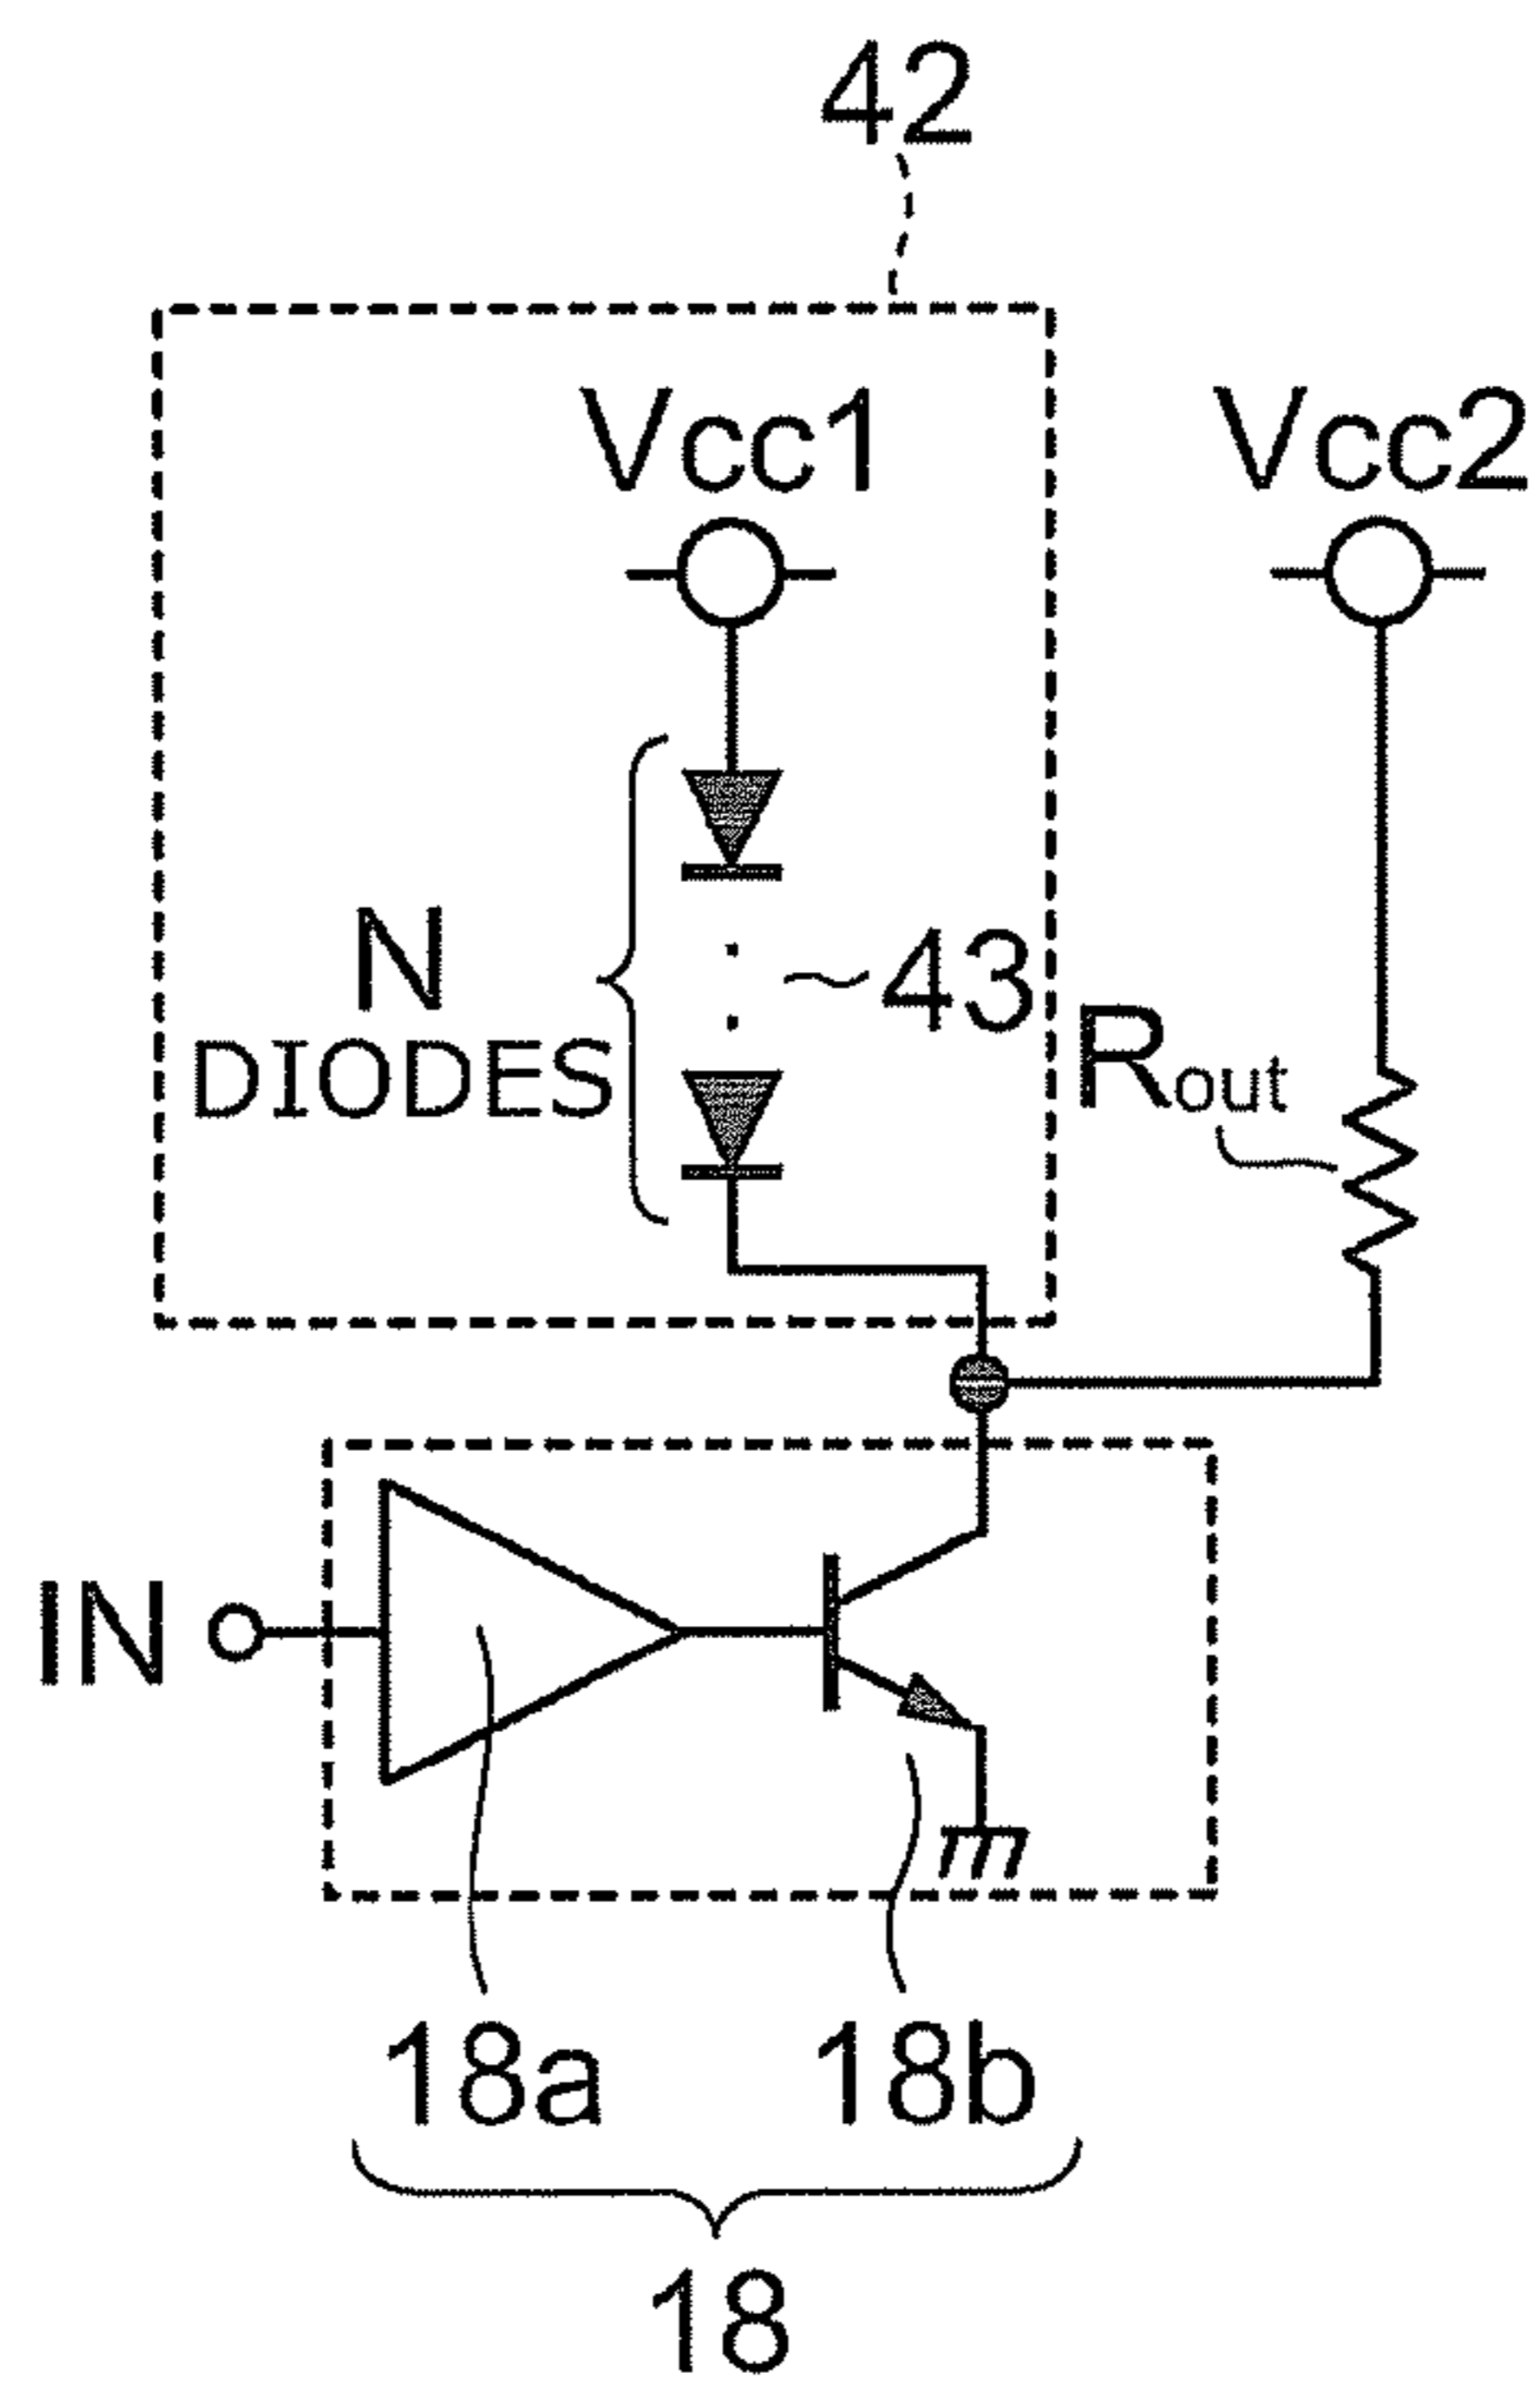 42
Vcc1 Vcc2
N
DIODES
43
Rout
IN
18a 18b
18